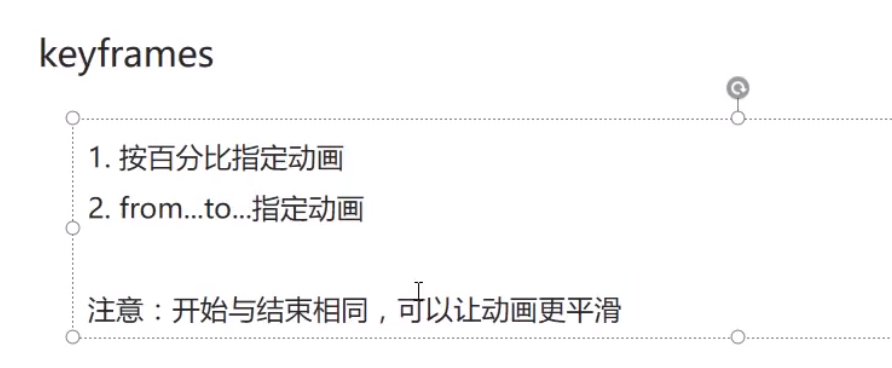 keyframes
1. 按百分比指定动画
2. from...to...指定动画
注意：开始与结束相同，可以让动画更平滑